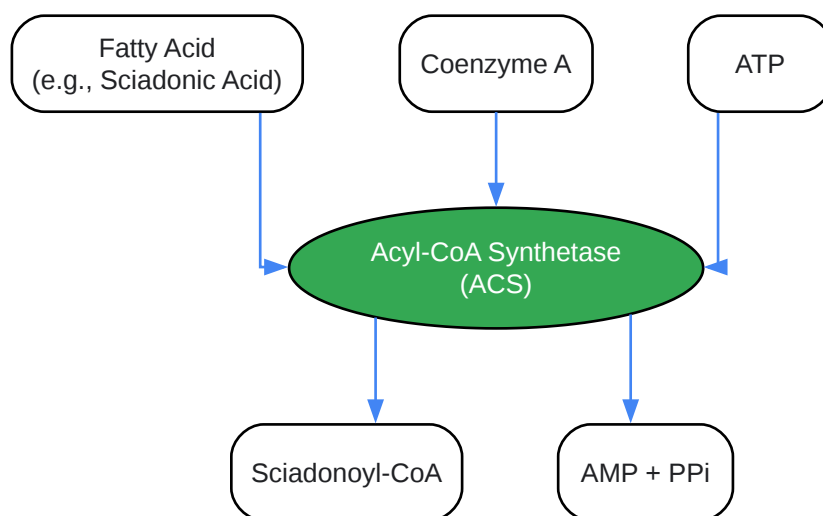 Fatty Acid
(e.g., Sciadonic Acid)
Coenzyme A
ATP
Acyl-CoA Synthetase
(ACS)
Sciadonoyl-CoA
AMP + PPi